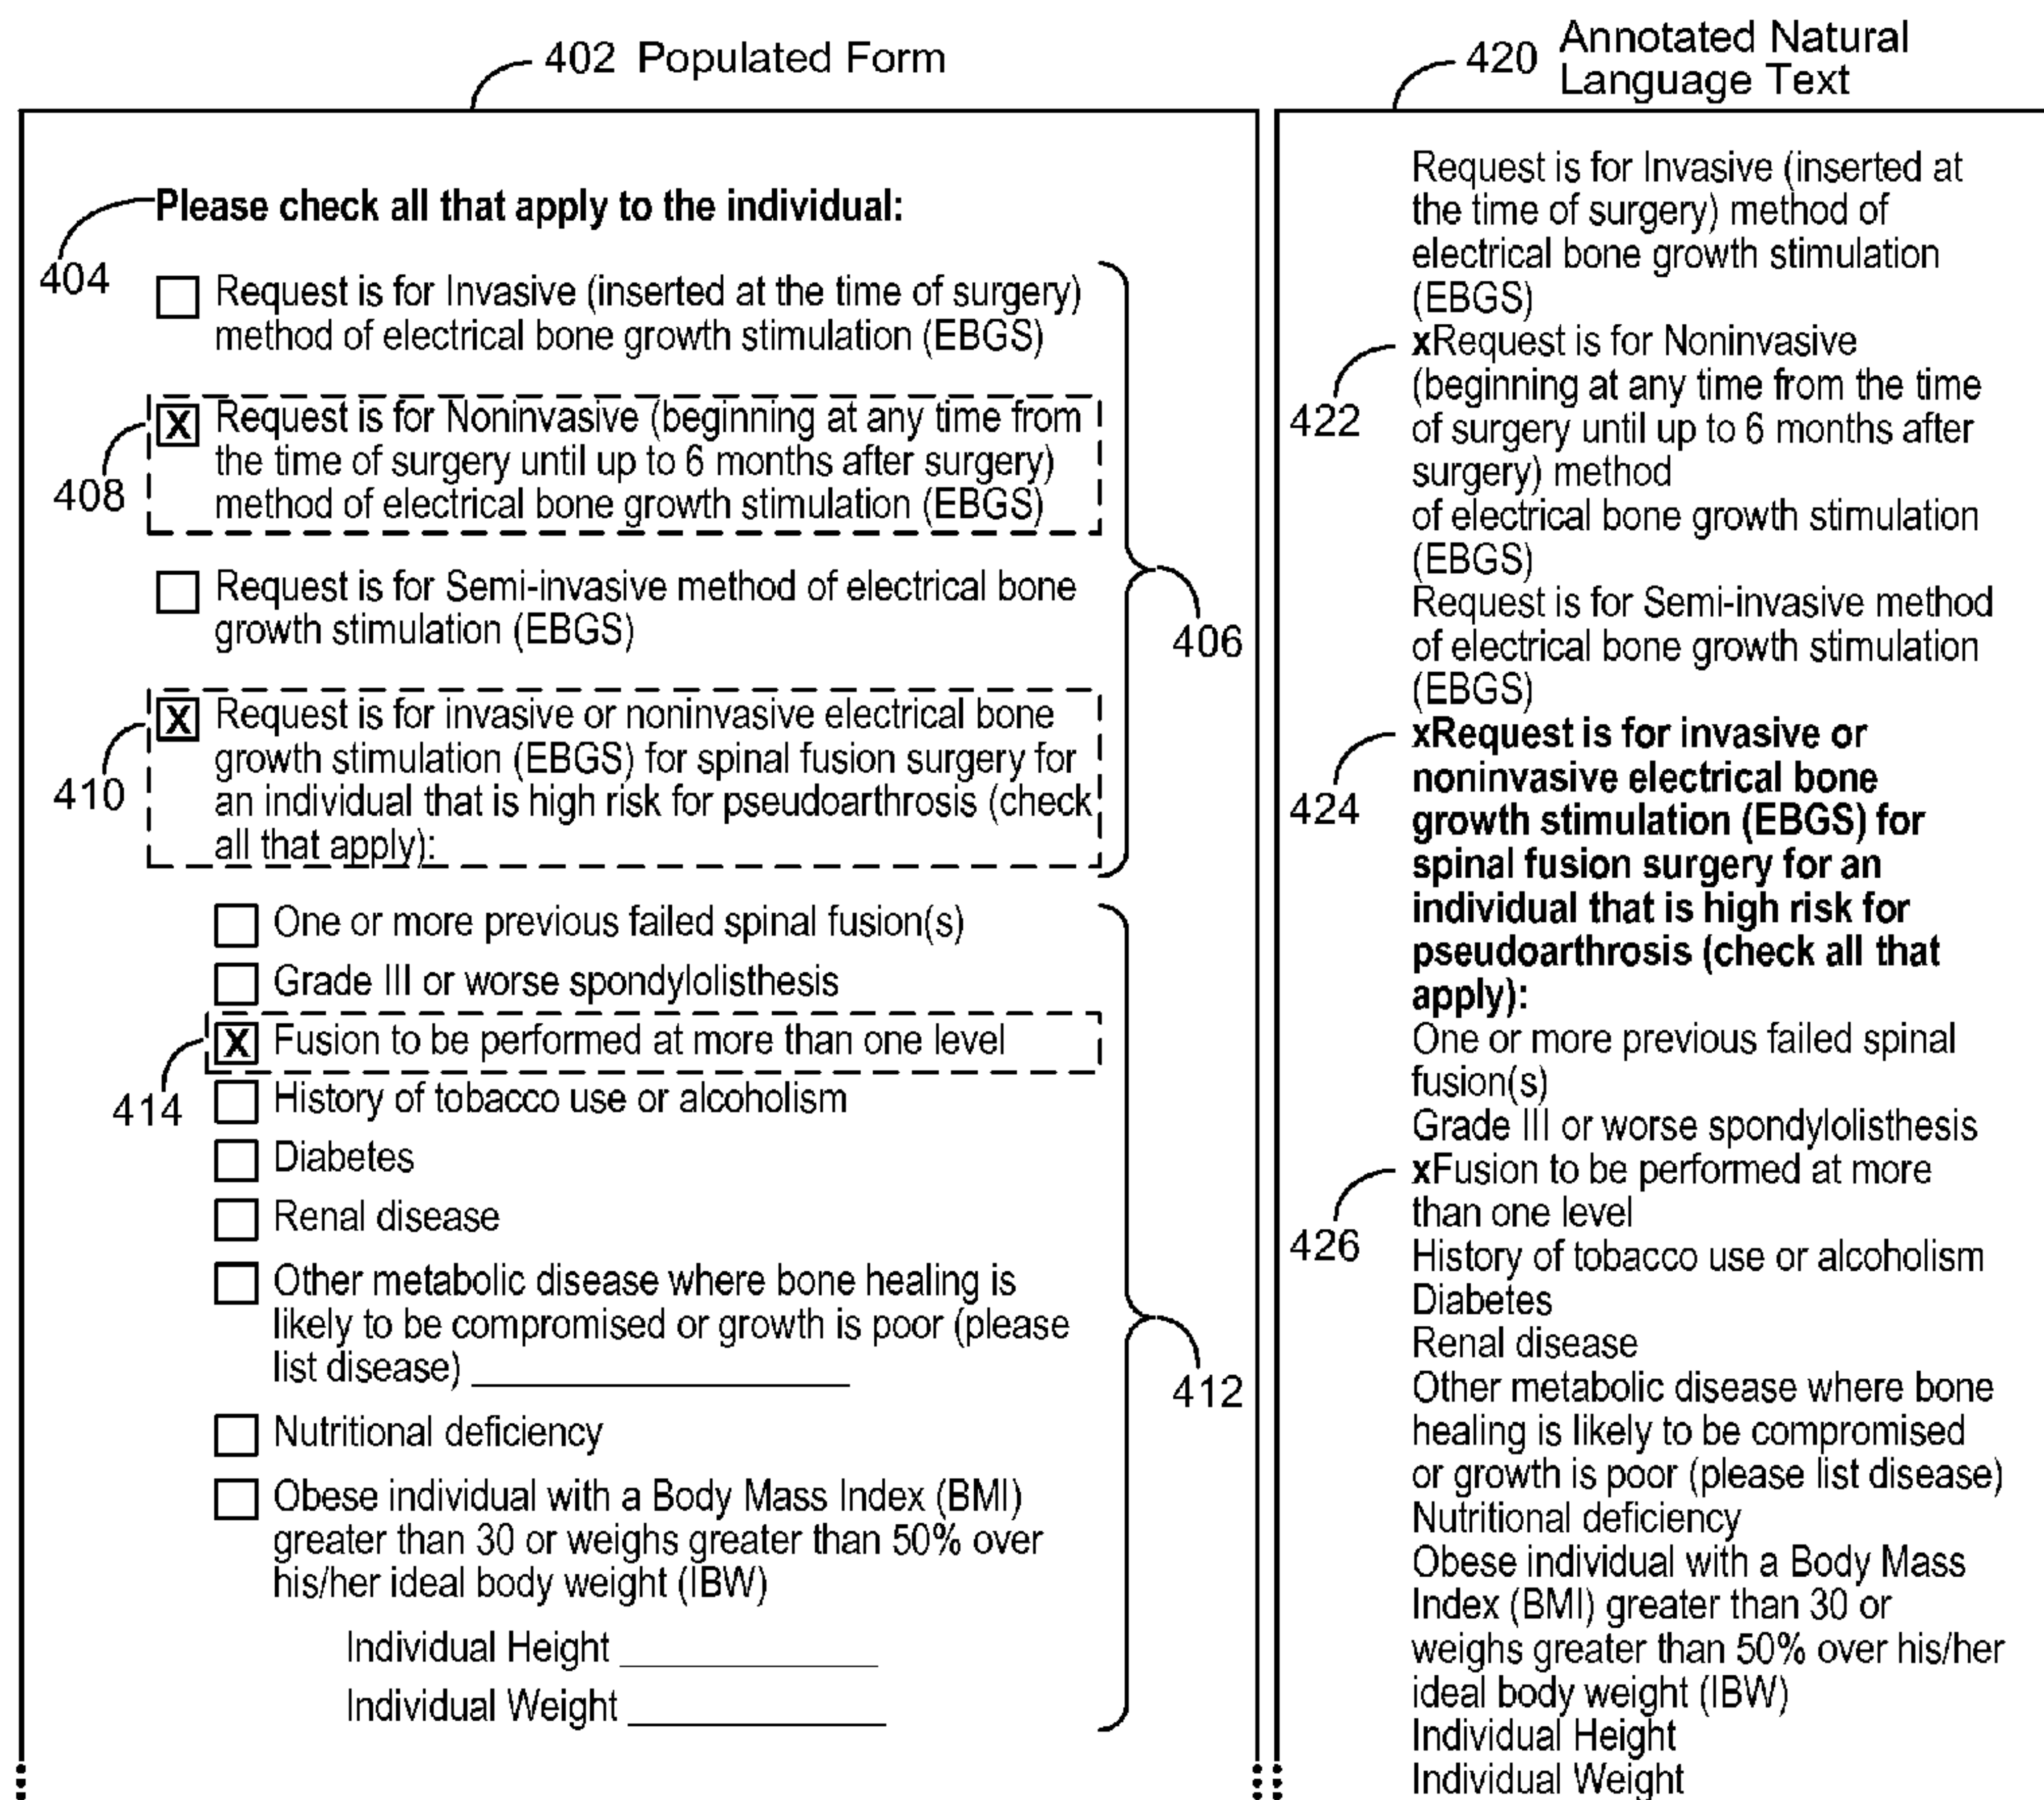 402 Populated Form
Please check all that apply to the individual:
404
Request is for Invasive (inserted at the time of surgery)
method of electrical bone growth stimulation (EBGS)
X Request is for Noninvasive (beginning at any time from
the time of surgery until up to 6 months after surgery)
method of electrical bone growth stimulation (EBGS)
408
Request is for Semi-invasive method of electrical bone
growth stimulation (EBGS)
406
X Request is for invasive or noninvasive electrical bone
growth stimulation (EBGS) for spinal fusion surgery for
an individual that is high risk for pseudoarthrosis (check
all that apply):
410
One or more previous failed spinal fusion(s)
Grade III or worse spondylolisthesis
X Fusion to be performed at more than one level
414
History of tobacco use or alcoholism
Diabetes
Renal disease
Other metabolic disease where bone healing is
likely to be compromised or growth is poor (please
list disease)
412
Nutritional deficiency
Obese individual with a Body Mass Index (BMI)
greater than 30 or weighs greater than 50% over
his/her ideal body weight (IBW)
Individual Height
Individual Weight
420 Annotated Natural
Language Text
Request is for Invasive (inserted at
the time of surgery) method of
electrical bone growth stimulation
(EBGS)
xRequest is for Noninvasive
(beginning at any time from the time
422
of surgery until up to 6 months after
surgery) method
of electrical bone growth stimulation
(EBGS)
Request is for Semi-invasive method
of electrical bone growth stimulation
(EBGS)
xRequest is for invasive or
noninvasive electrical bone
424
growth stimulation (EBGS) for
spinal fusion surgery for an
individual that is high risk for
pseudoarthrosis (check all that
apply):
One or more previous failed spinal
fusion(s)
Grade III or worse spondylolisthesis
xFusion to be performed at more
than one level
426
History of tobacco use or alcoholism
Diabetes
Renal disease
Other metabolic disease where bone
healing is likely to be compromised
or growth is poor (please list disease)
Nutritional deficiency
Obese individual with a Body Mass
Index (BMI) greater than 30 or
weighs greater than 50% over his/her
ideal body weight (IBW)
Individual Height
Individual Weight